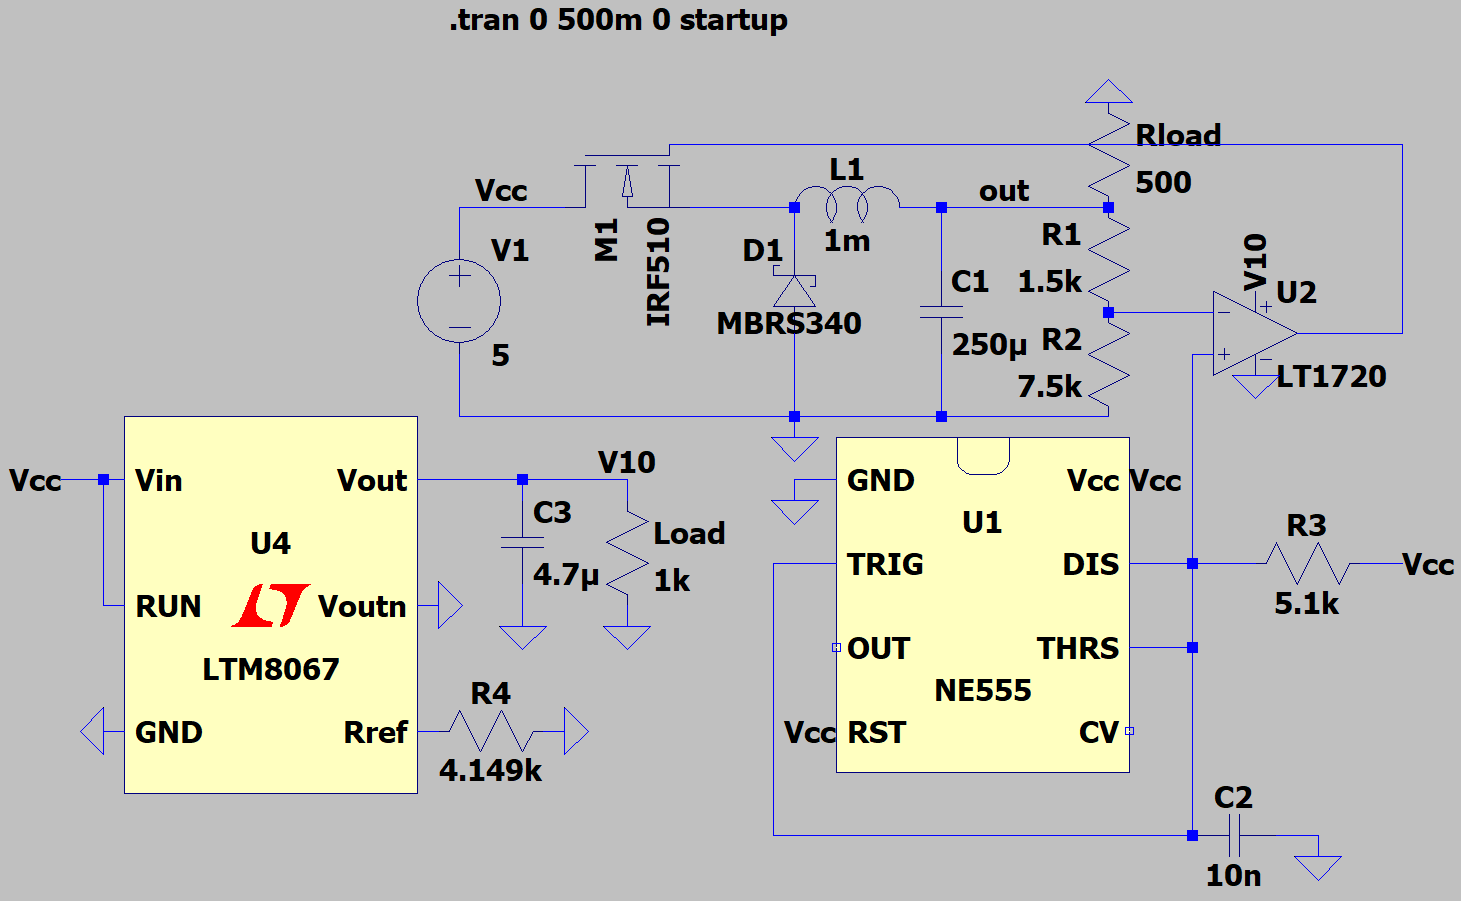 .tran 0 500m 0 startup
Rload
500
L1
1m
out
Vcc
V1
5
M1
IRF510
D1
MBRS340
C1
250µ
R1
1.5k
R2
7.5k
V10
U2
LT1720
Vcc
Vin
Vout
U4
RUN
Voutn
LTM8067
GND
Rref
R4
4.149k
V10
C3
4.7µ
Load
1k
GND
Vcc
Vcc
U1
TRIG
DIS
OUT
THRS
NE555
Vcc
RST
CV
R3
5.1k
Vcc
C2
10n